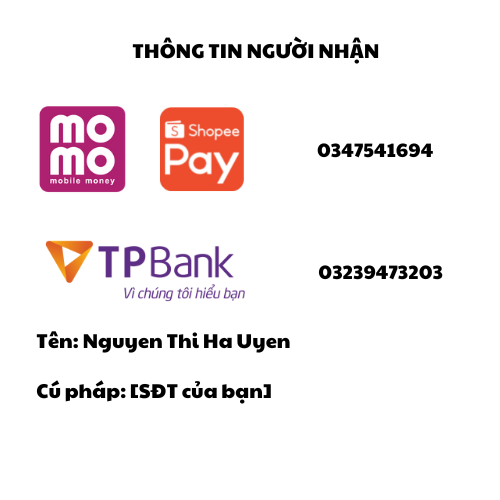 THÔNG TIN NGƯỜI NHẬN
mo
mo
mobile money
S Shopee
Pay
0347541694
TPBank
Vì chúng tôi hiểu bạn
03239473203
Tên: Nguyen Thi Ha Uyen
Cú pháp: [SĐT của bạn]